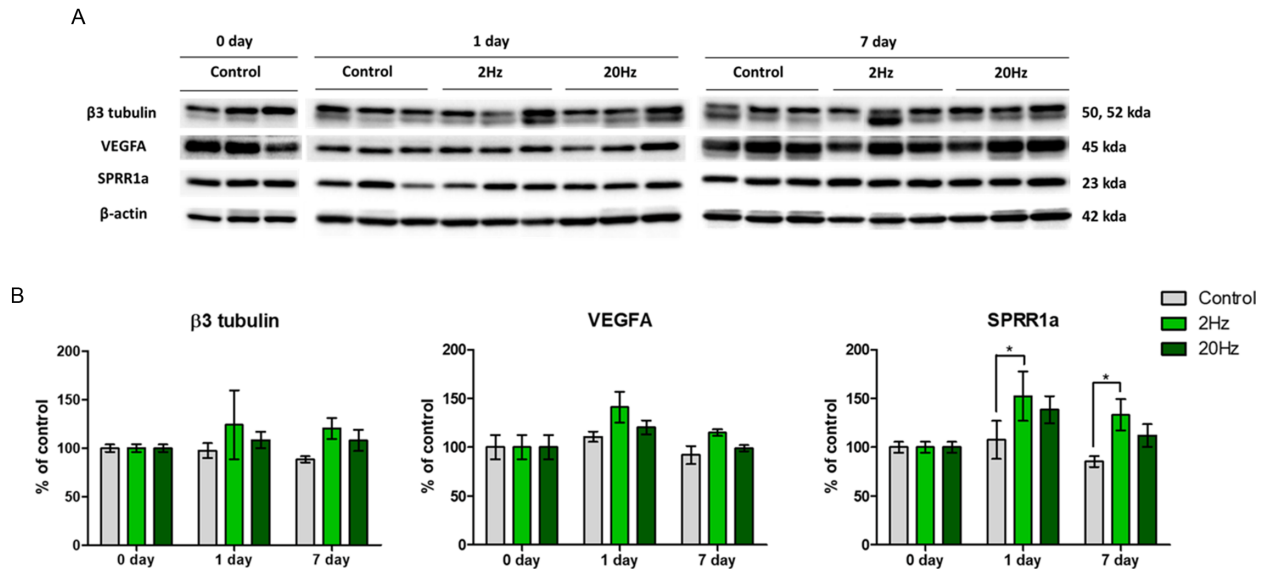 A
0 day 1 day 7 day
Control Control 2Hz 20Hz Control 2Hz 20Hz
β3 tubulin 50, 52 kda
VEGFA 45 kda
SPRR1a 23 kda
β-actin 42 kda
B
Control
2Hz
20Hz
β3 tubulin
% of control
200
150
100
50
0
0 day 1 day 7 day
VEGFA
% of control
200
150
100
50
0
0 day 1 day 7 day
SPRR1a
% of control
200
150
100
50
0
* *
0 day 1 day 7 day